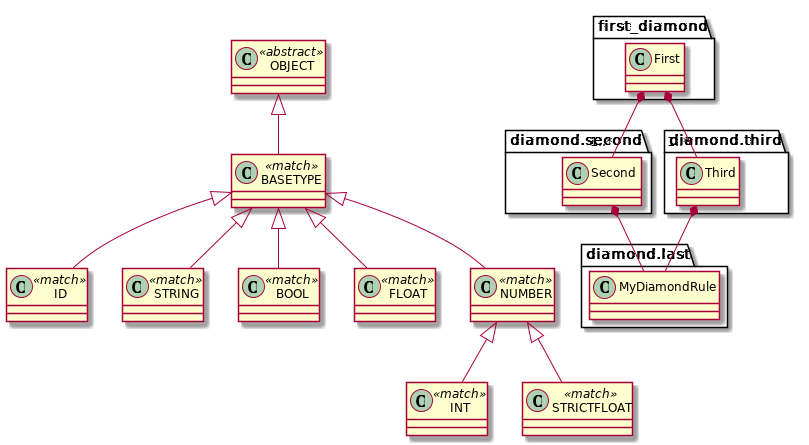 first_diamond
C First
«abstract»
C OBJECT
diamond.second
C Second
diamond.third
C Third
«match»
C BASETYPE
diamond.last
C MyDiamondRule
«match»
C ID
«match»
C STRING
«match»
C BOOL
«match»
C FLOAT
«match»
C NUMBER
«match»
C INT
«match»
C STRICTFLOAT